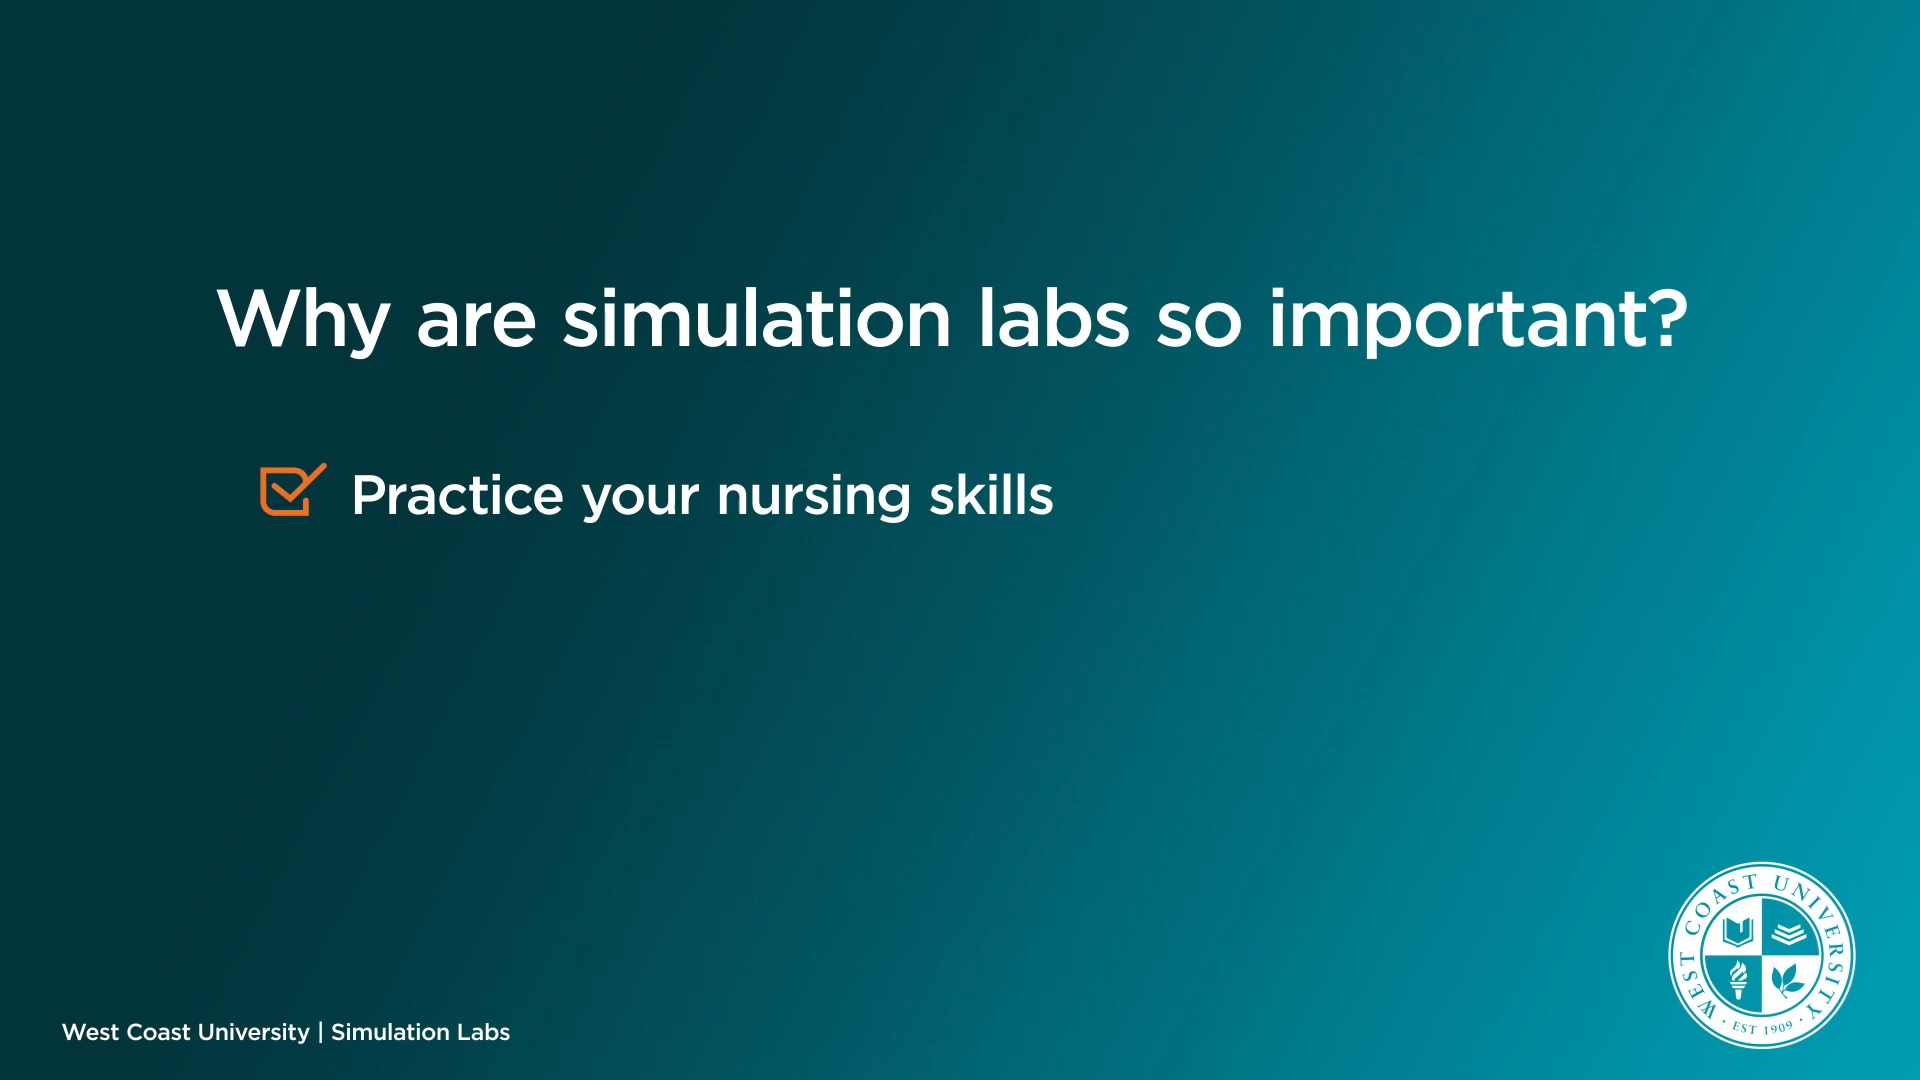 Why are simulation labs so important?
Practice your nursing skills
West Coast University | Simulation Labs
WEST COAST UNIVERSITY
· EST 1909 ·